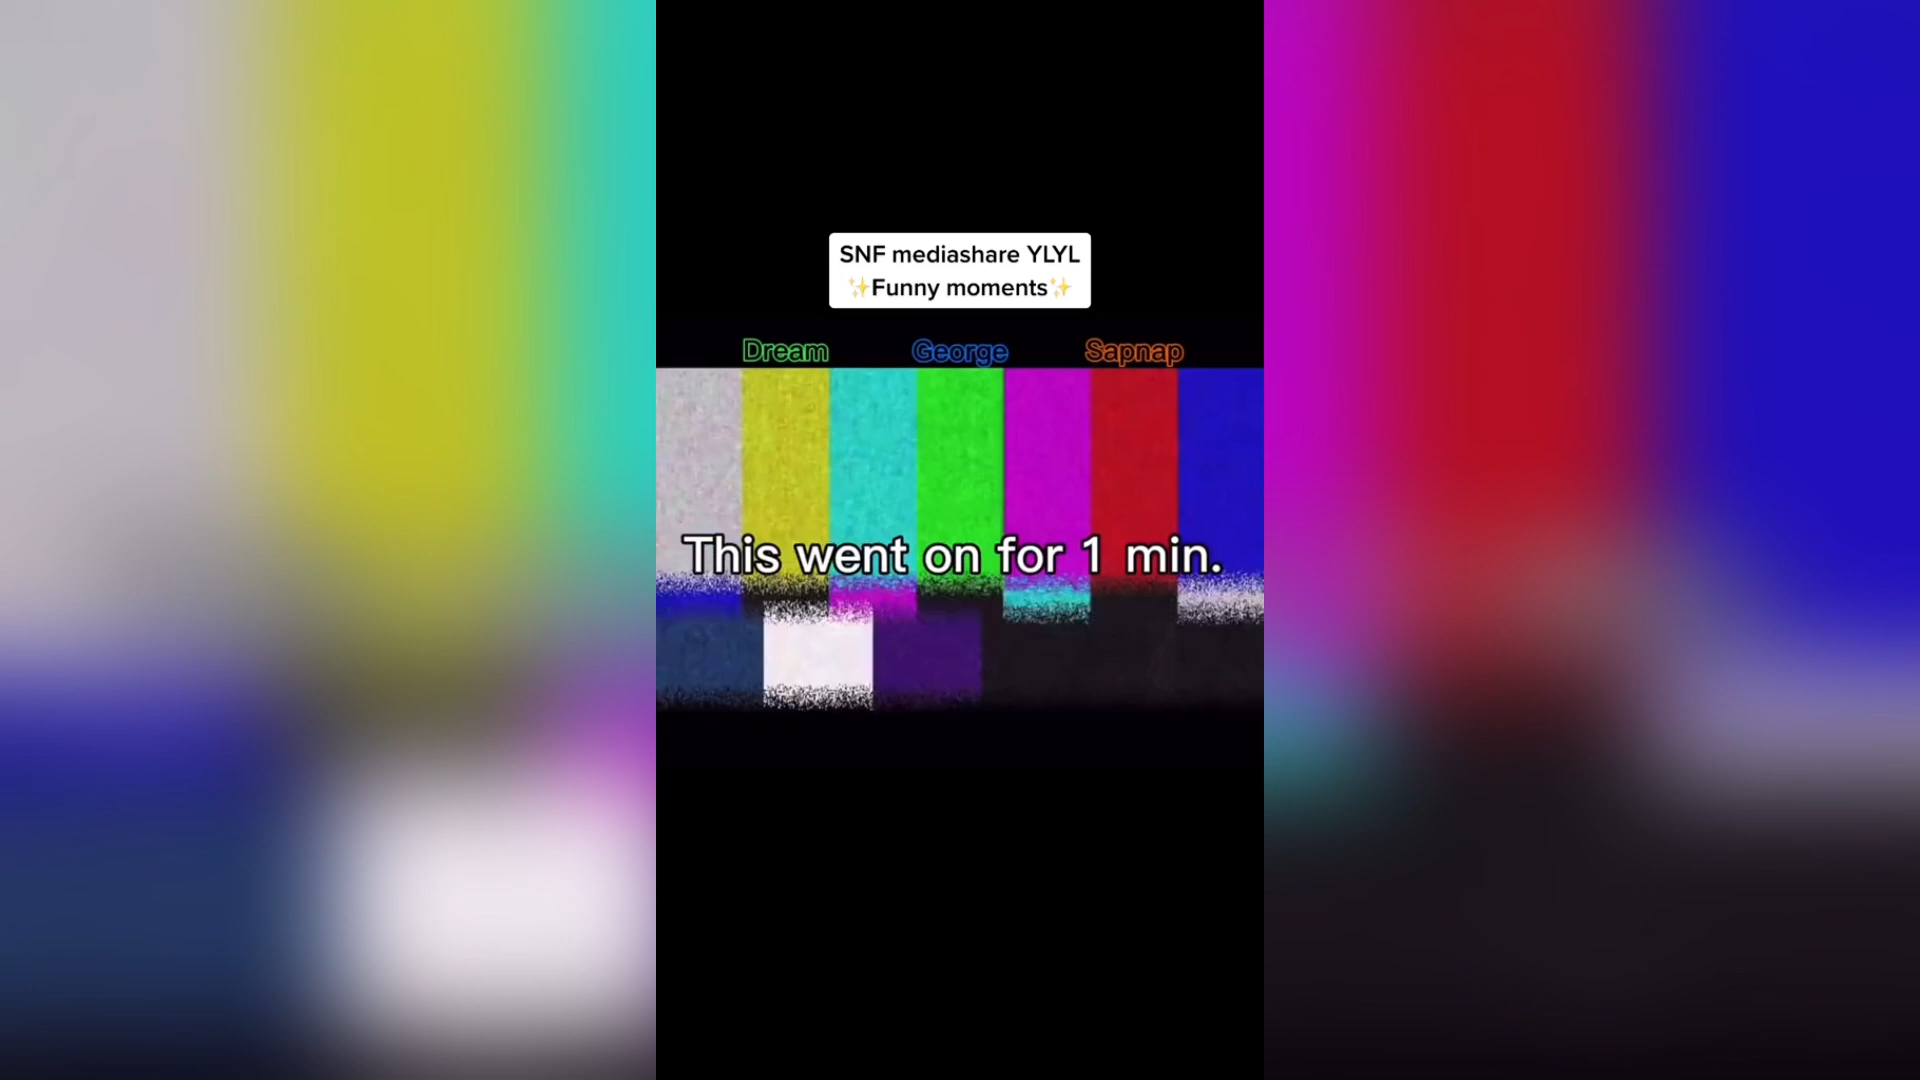 SNF mediashare YLYL
✨Funny moments✨
Dream George Sapnap
This went on for 1 min.